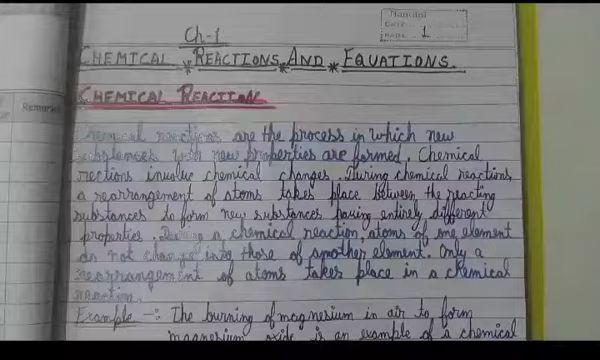 Namdni
DATE
PAGE 1
Ch-1
CHEMICAL REACTIONS AND EQUATIONS.
Remarks
CHEMICAL REACTION
Chemical reactions are the process in which new
substances with new properties are formed. Chemical
rections involve chemical changes. During chemical reactions,
a rearrangement of atoms takes place between the reacting
substances to form new substances having entirely different
properties. During a chemical reaction, atoms of one element
do not change into those of another element. Only a
rearrangement of atoms takes place in a chemical
reaction.
Example -: The burning of magnesium in air to form
magnesium oxide is an example of a chemical